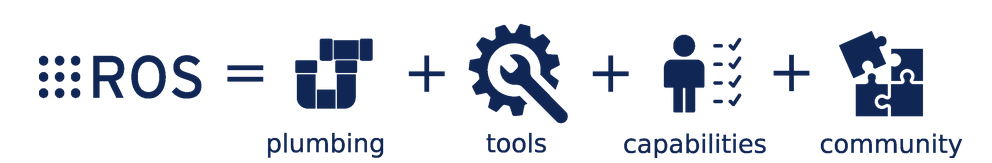 ROS = plumbing + tools + capabilities + community